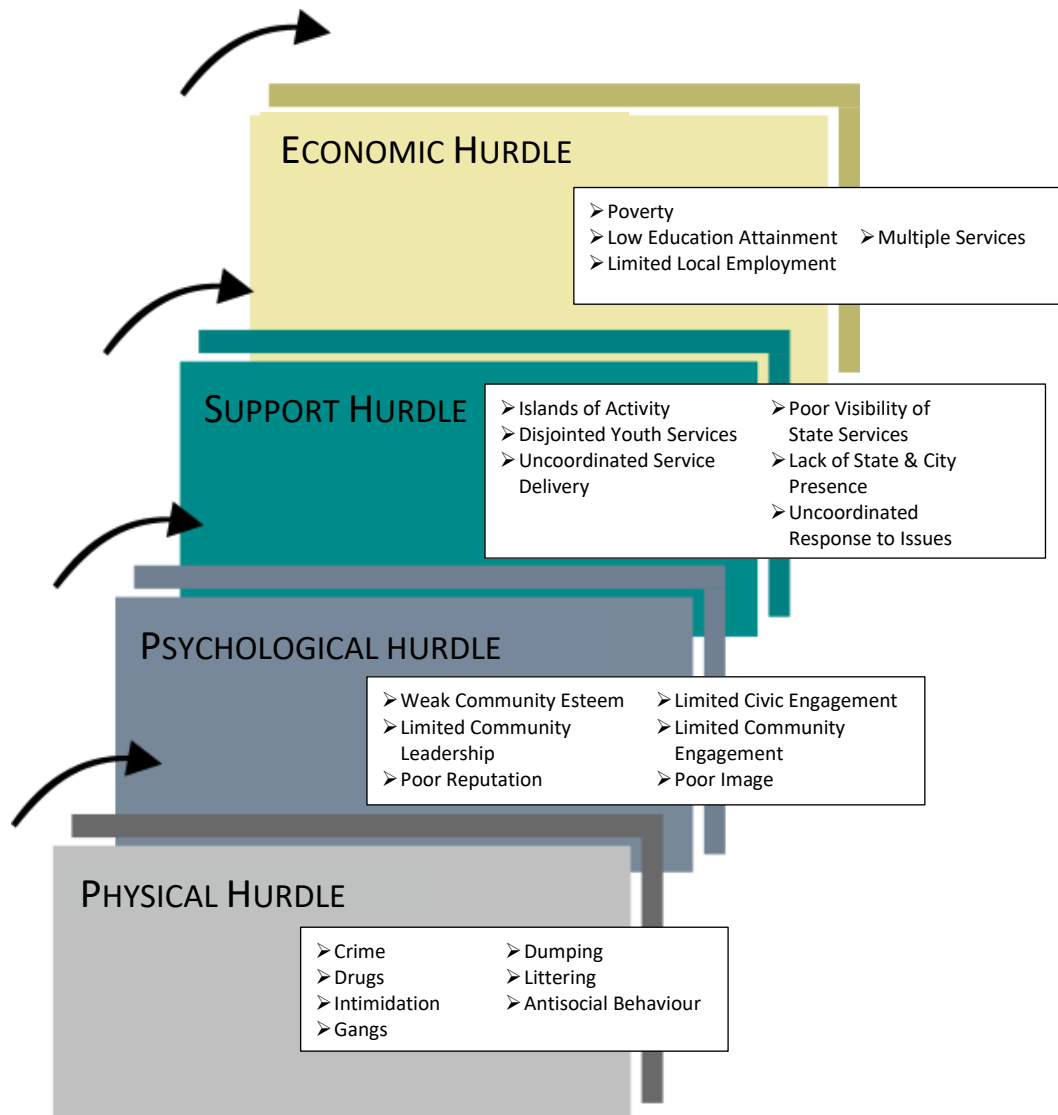 ECONOMIC HURDLE
➢ Poverty
➢ Low Education Attainment
➢ Limited Local Employment
➢ Multiple Services
SUPPORT HURDLE
➢ Islands of Activity
➢ Disjointed Youth Services
➢ Uncoordinated Service
Delivery
➢ Poor Visibility of
State Services
➢ Lack of State & City
Presence
➢ Uncoordinated
Response to Issues
PSYCHOLOGICAL HURDLE
➢ Weak Community Esteem
➢ Limited Community
Leadership
➢ Poor Reputation
➢ Limited Civic Engagement
➢ Limited Community
Engagement
➢ Poor Image
PHYSICAL HURDLE
➢ Crime
➢ Drugs
➢ Intimidation
➢ Gangs
➢ Dumping
➢ Littering
➢ Antisocial Behaviour